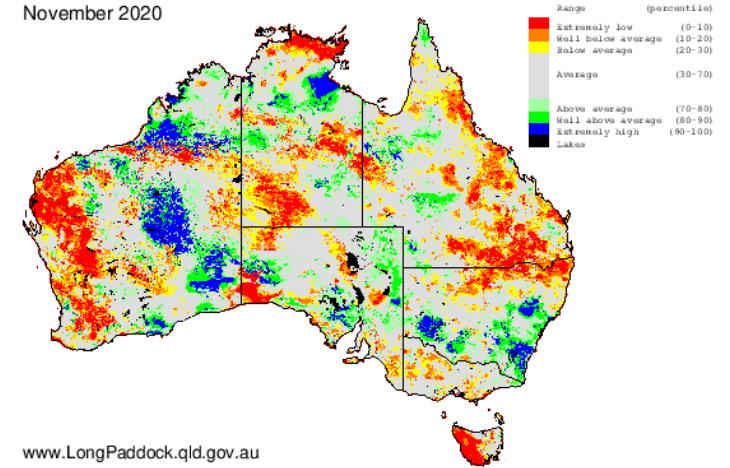 November 2020
Range (percentile)
Extremely low (0-10)
Well below average (10-20)
Below average (20-30)
Average (30-70)
Above average (70-80)
Well above average (80-90)
Extremely high (90-100)
Lakes
www.LongPaddock.qld.gov.au